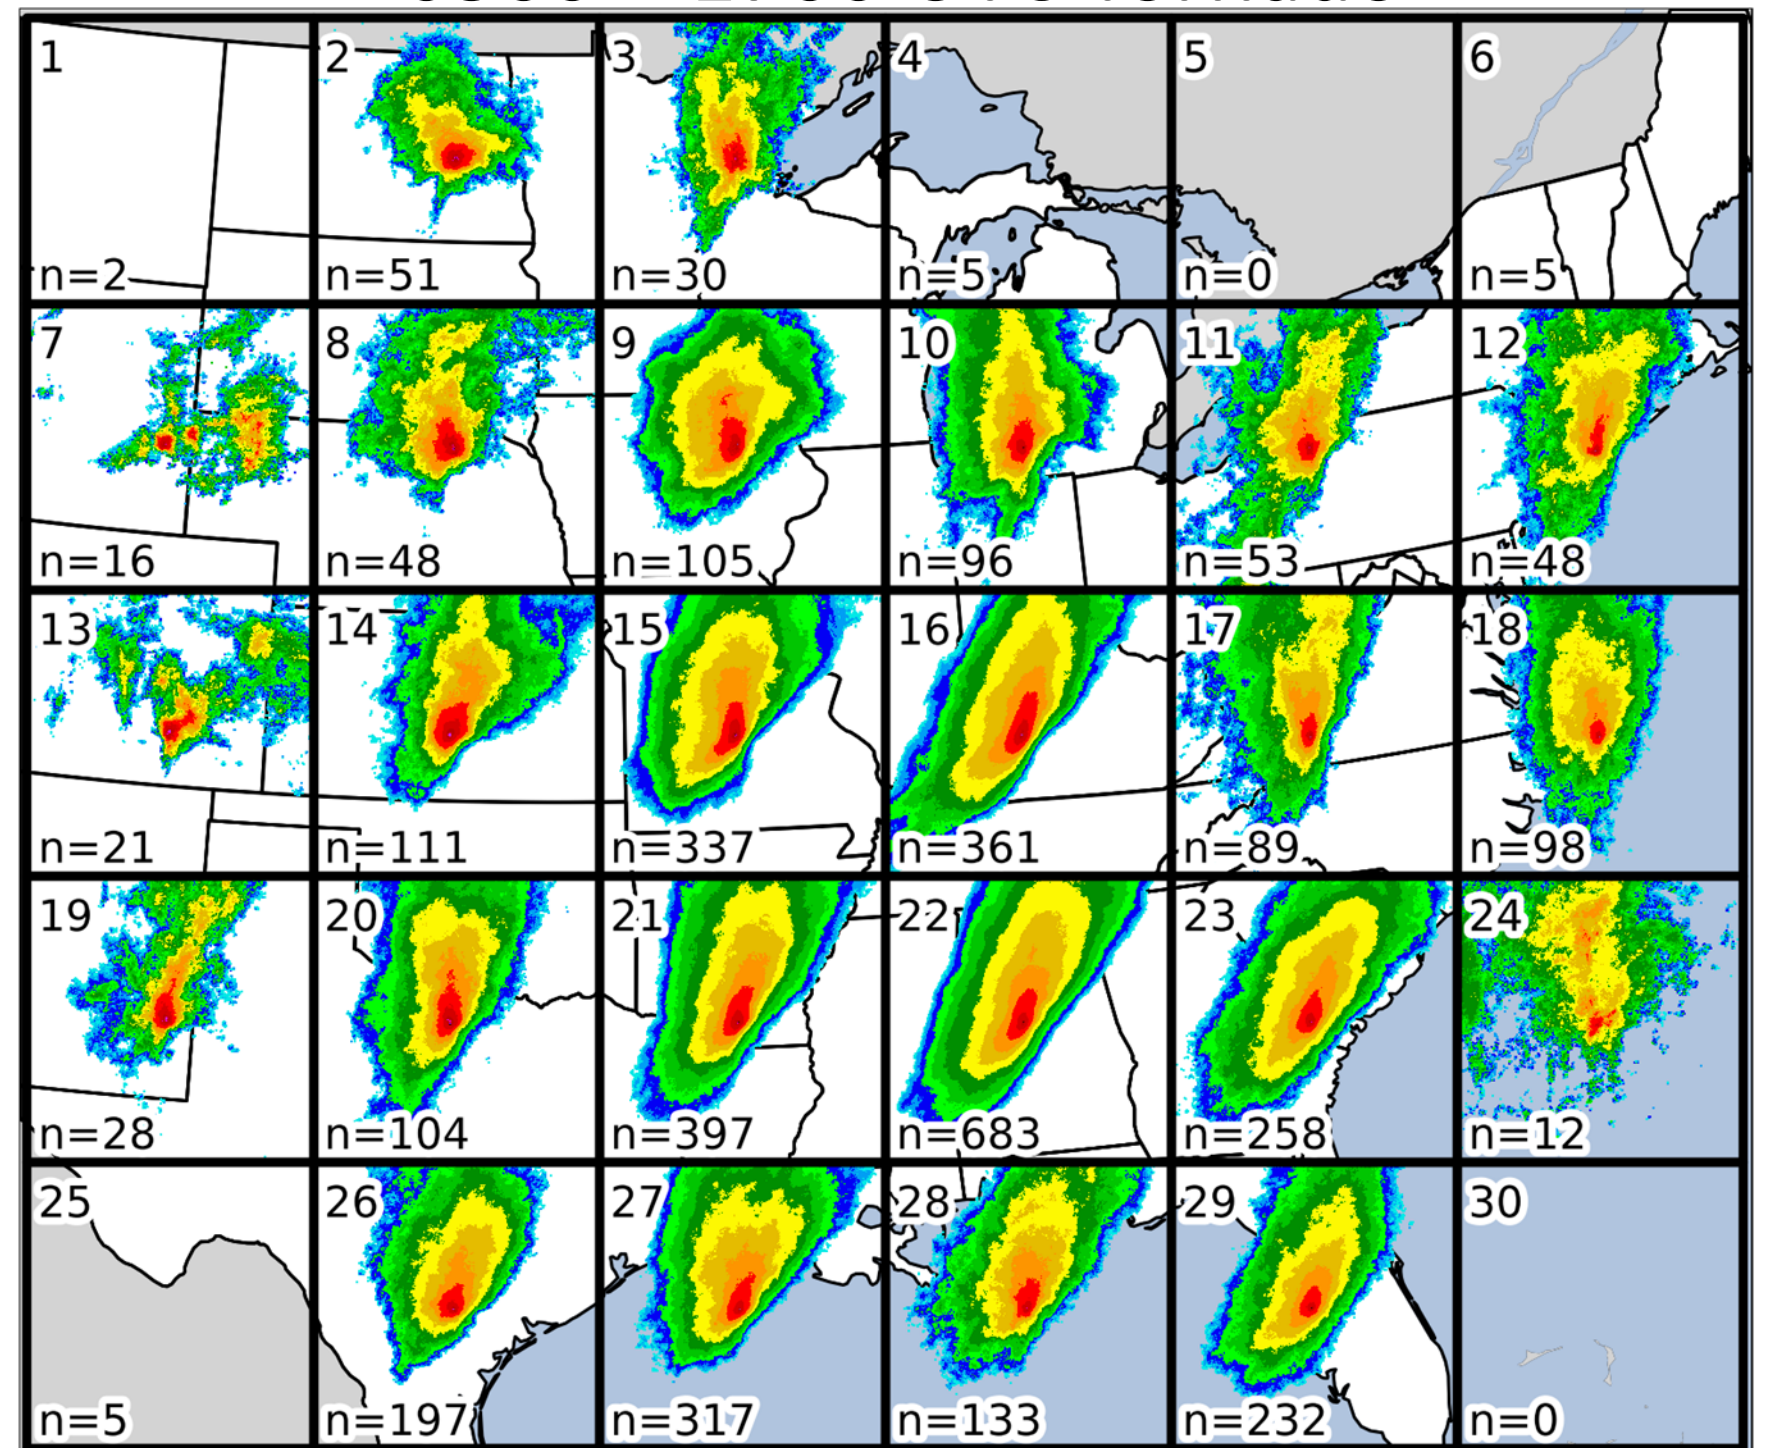 1 2 3 4 5 6
n=2 n=51 n=30 n=5 n=0 n=5
7 8 9 10 11 12
n=16 n=48 n=105 n=96 n=53 n=48
13 14 15 16 17 18
n=21 n=111 n=337 n=361 n=89 n=98
19 20 21 22 23 24
n=28 n=104 n=397 n=683 n=258 n=12
25 26 27 28 29 30
n=5 n=197 n=317 n=133 n=232 n=0